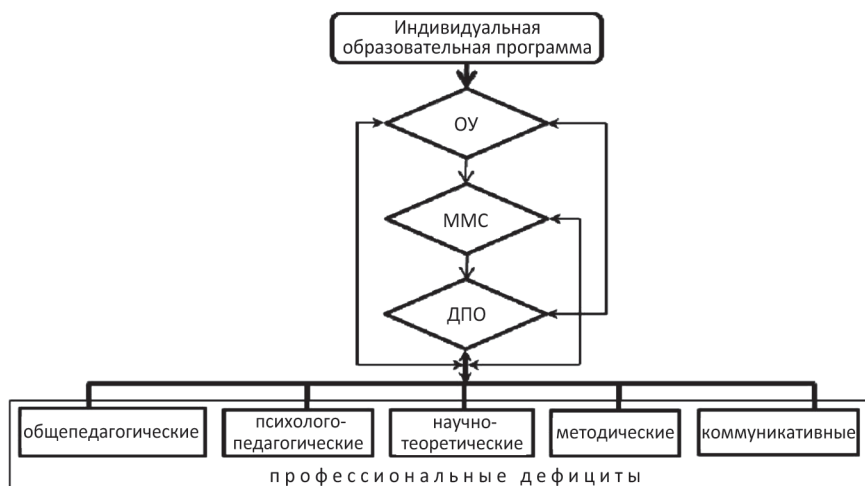 Индивидуальная
образовательная программа
ОУ
ММС
ДПО
общепедагогические
психолого-
педагогические
научно-
теоретические
методические
коммуникативные
профессиональные дефициты